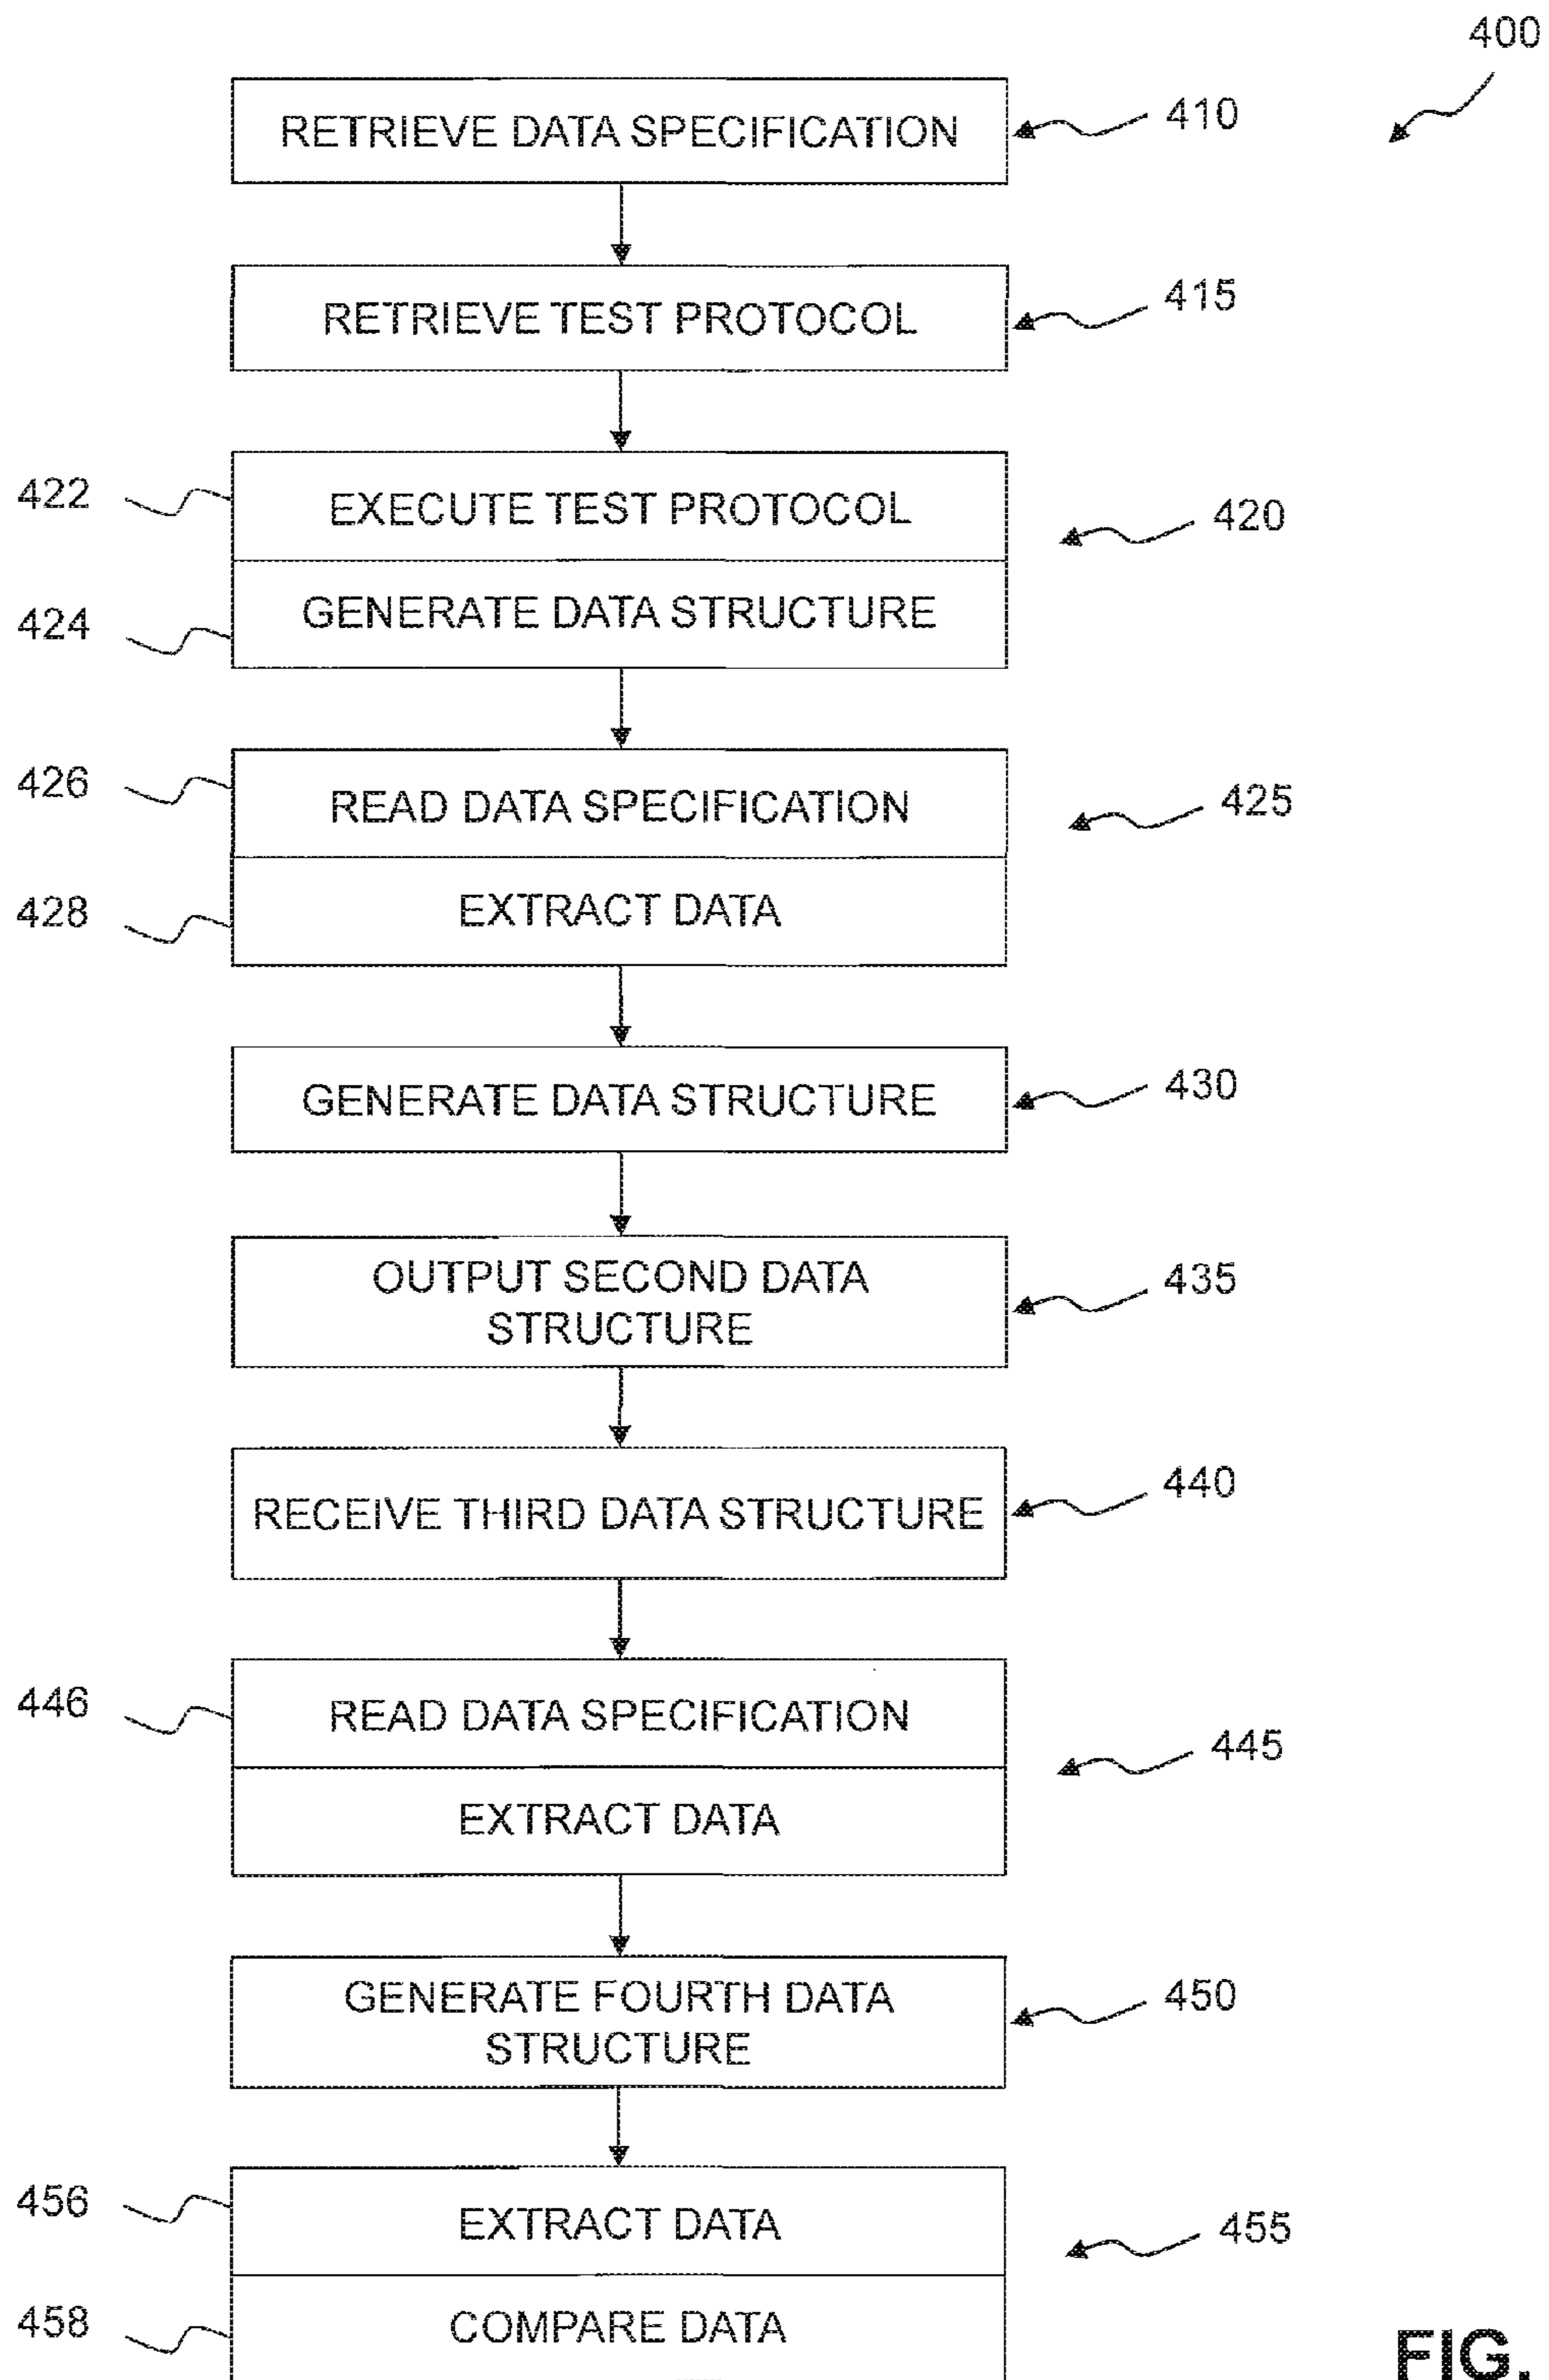 400
RETRIEVE DATA SPECIFICATION
410
RETRIEVE TEST PROTOCOL
415
422
EXECUTE TEST PROTOCOL
420
424
GENERATE DATA STRUCTURE
426
READ DATA SPECIFICATION
425
428
EXTRACT DATA
GENERATE DATA STRUCTURE
430
OUTPUT SECOND DATA
STRUCTURE
435
RECEIVE THIRD DATA STRUCTURE
440
446
READ DATA SPECIFICATION
445
EXTRACT DATA
GENERATE FOURTH DATA
STRUCTURE
450
456
EXTRACT DATA
455
458
COMPARE DATA
FIG.